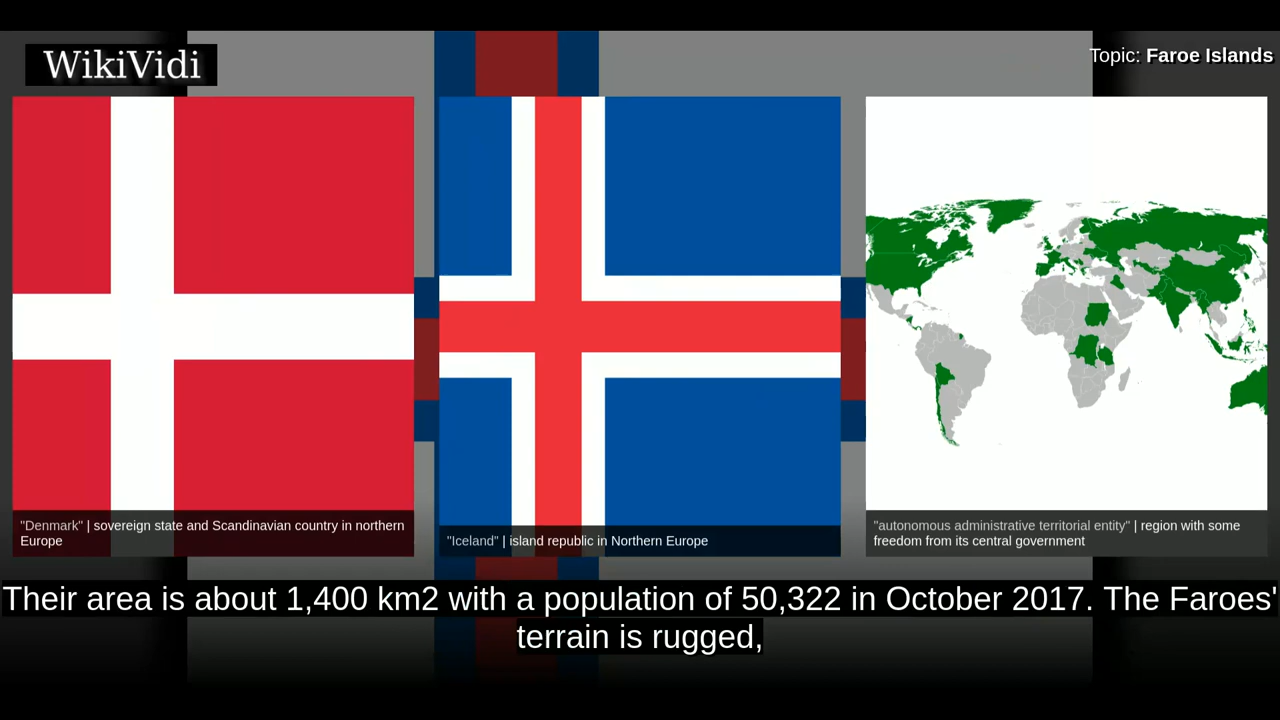 WikiVidi
Topic: Faroe Islands
"Denmark" | sovereign state and Scandinavian country in northern
Europe
"Iceland" | island republic in Northern Europe
"autonomous administrative territorial entity" | region with some
freedom from its central government
Their area is about 1,400 km2 with a population of 50,322 in October 2017. The Faroes'
terrain is rugged,